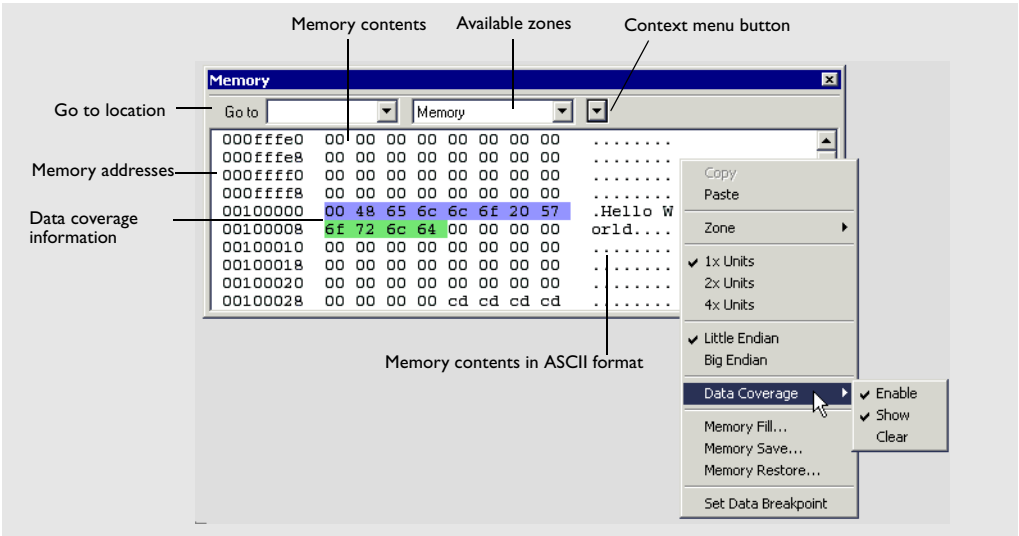 Memory contents
Available zones
Context menu button
Memory
Go to location
Go to
Memory
000fffe0 00 00 00 00 00 00 00 00 ........
000fffe8 00 00 00 00 00 00 00 00 ........
Memory addresses
000ffff0 00 00 00 00 00 00 00 00 ........
000ffff8 00 00 00 00 00 00 00 00 ........
Data coverage
information
00100000 00 48 65 6c 6c 6f 20 57 .Hello W
00100008 6f 72 6c 64 00 00 00 00 orld....
00100010 00 00 00 00 00 00 00 00 ........
00100018 00 00 00 00 00 00 00 00 ........
00100020 00 00 00 00 00 00 00 00 ........
00100028 00 00 00 00 cd cd cd cd ........
Memory contents in ASCII format
Copy
Paste
Zone
1x Units
2x Units
4x Units
Little Endian
Big Endian
Data Coverage
Enable
Show
Clear
Memory Fill...
Memory Save...
Memory Restore...
Set Data Breakpoint